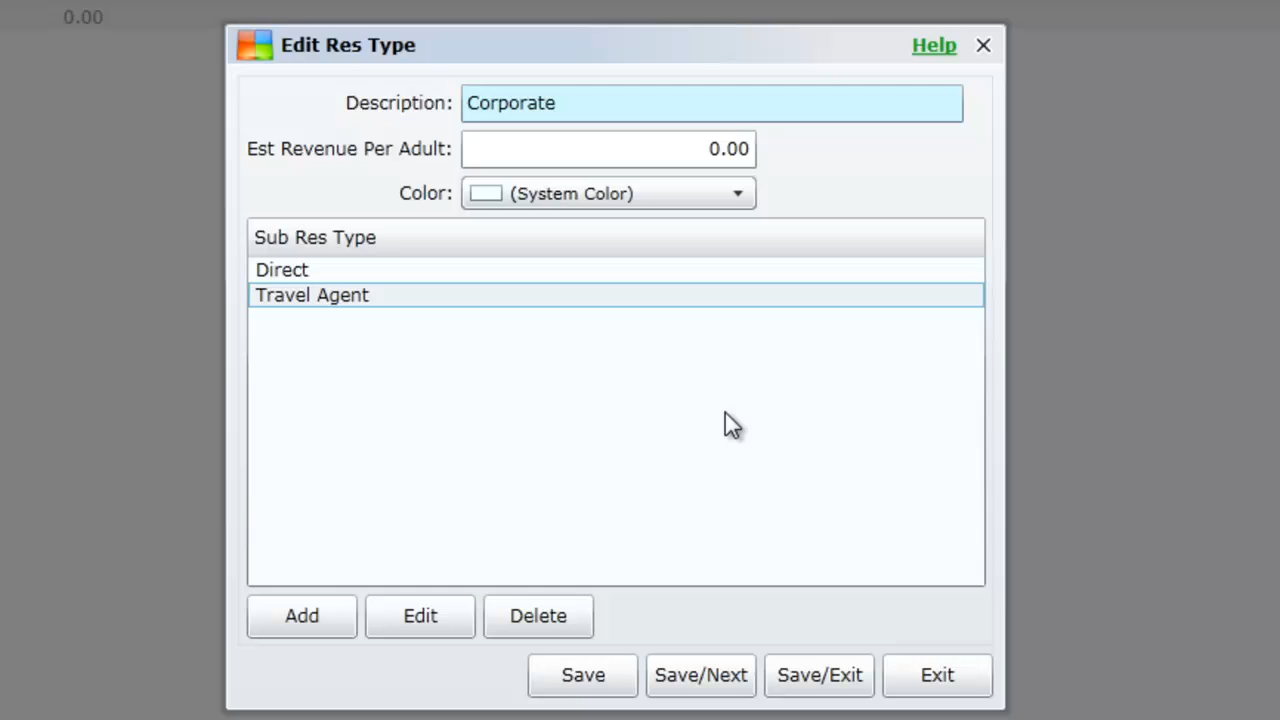 0.00
Edit Res Type
Help
Description: Corporate
Est Revenue Per Adult: 0.00
Color: (System Color)
Sub Res Type
Direct
Travel Agent
Add Edit Delete
Save Save/Next Save/Exit Exit